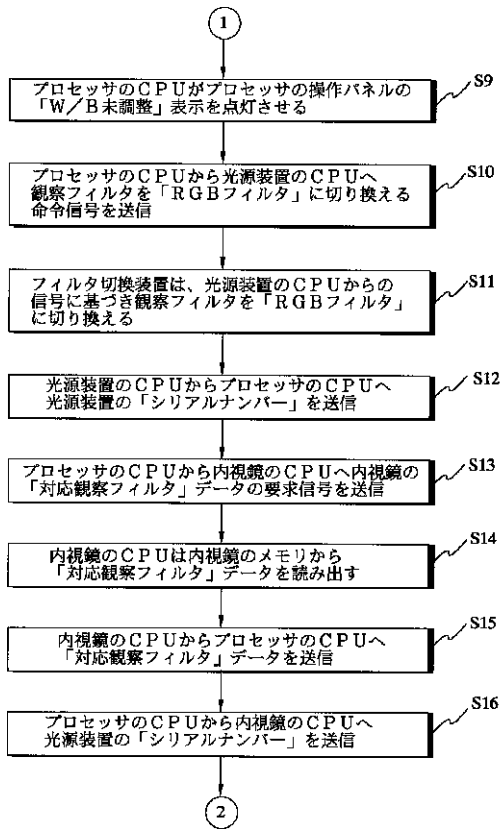 1
プロセッサのCPUがプロセッサの操作パネルの
「W/B未調整」表示を点灯させる
S9
プロセッサのCPUから光源装置のCPUへ
観察フィルタを「RGBフィルタ」に切り換える
命令信号を送信
S10
フィルタ切換装置は、光源装置のCPUからの
信号に基づき観察フィルタを「RGBフィルタ」
に切り換える
S11
光源装置のCPUからプロセッサのCPUへ
光源装置の「シリアルナンバー」を送信
S12
プロセッサのCPUから内視鏡のCPUへ内視鏡の
「対応観察フィルタ」データの要求信号を送信
S13
内視鏡のCPUは内視鏡のメモリから
「対応観察フィルタ」データを読み出す
S14
内視鏡のCPUからプロセッサのCPUへ
「対応観察フィルタ」データを送信
S15
プロセッサのCPUから内視鏡のCPUへ
光源装置の「シリアルナンバー」を送信
S16
2